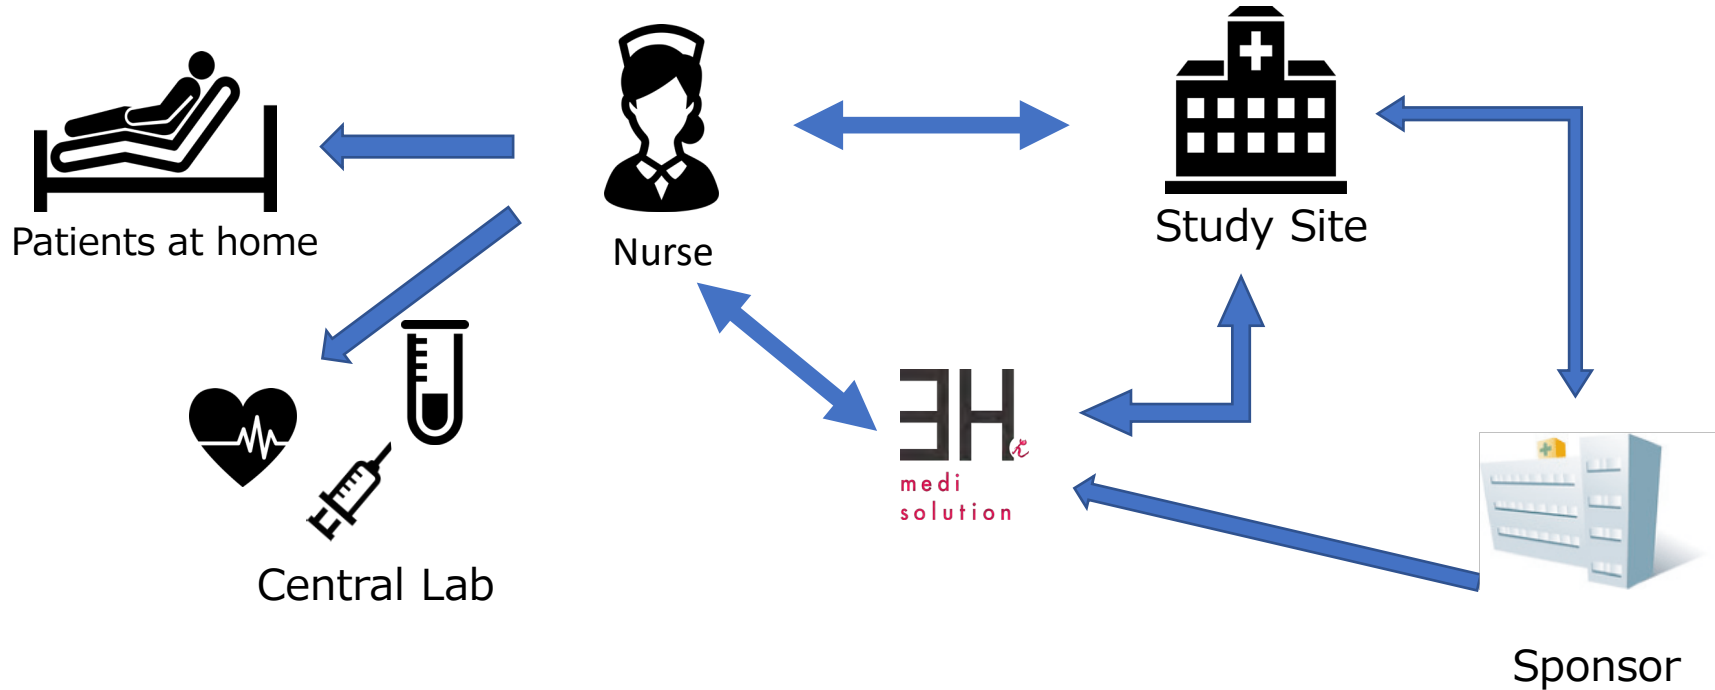 Patients at home
Nurse
Study Site
3H
medi
solution
Central Lab
Sponsor